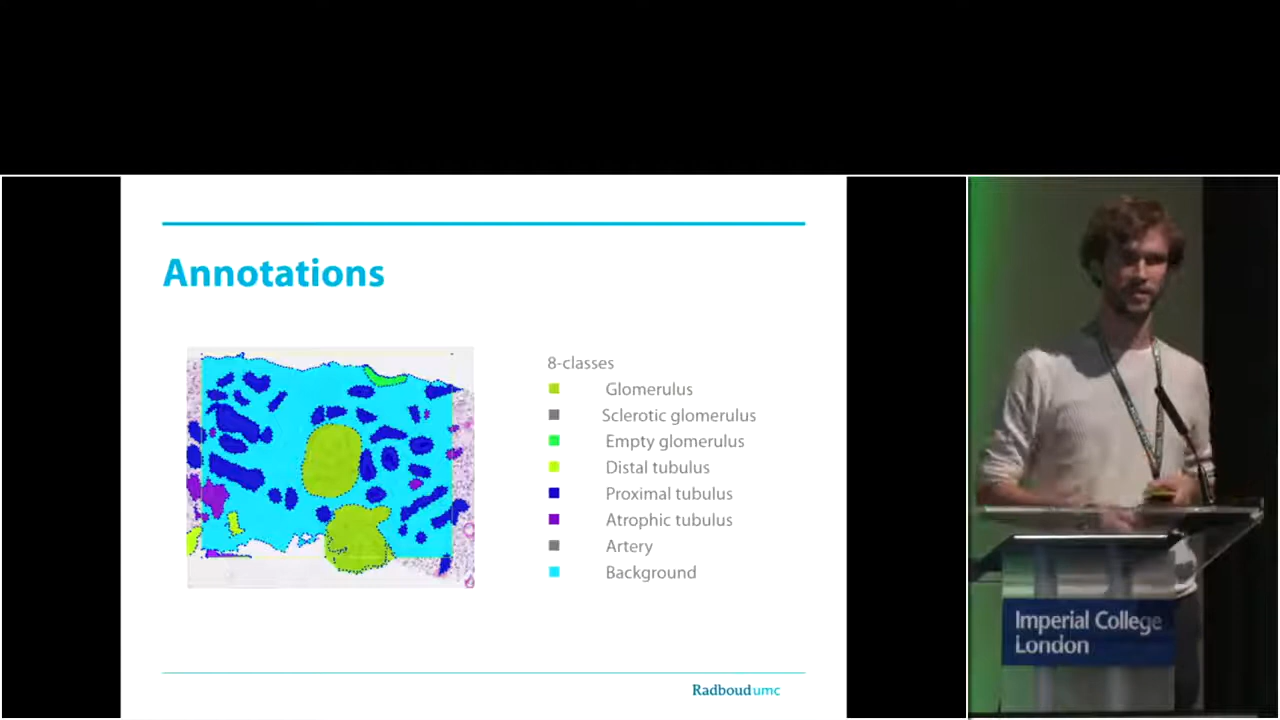 Annotations
8-classes
Glomerulus
Sclerotic glomerulus
Empty glomerulus
Distal tubulus
Proximal tubulus
Atrophic tubulus
Artery
Background
Radboudumc
Imperial College
London